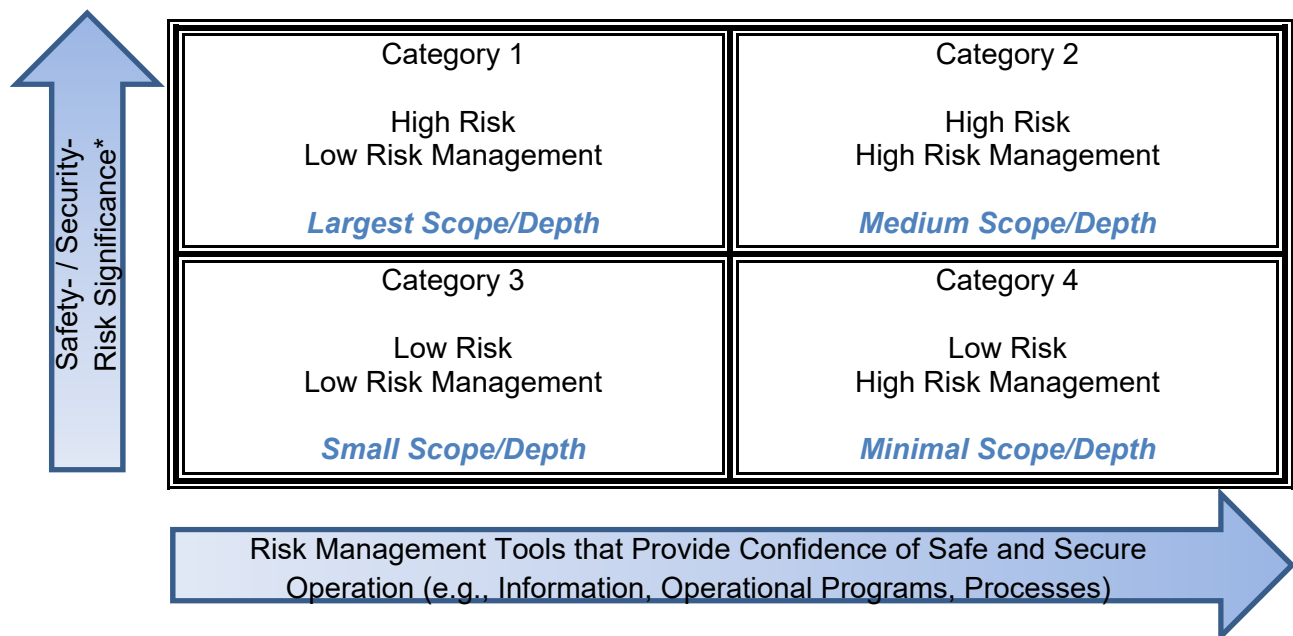 Safety- / Security-
Risk Significance*
Category 1
High Risk
Low Risk Management
Largest Scope/Depth
Category 2
High Risk
High Risk Management
Medium Scope/Depth
Category 3
Low Risk
Low Risk Management
Small Scope/Depth
Category 4
Low Risk
High Risk Management
Minimal Scope/Depth
Risk Management Tools that Provide Confidence of Safe and Secure
Operation (e.g., Information, Operational Programs, Processes)